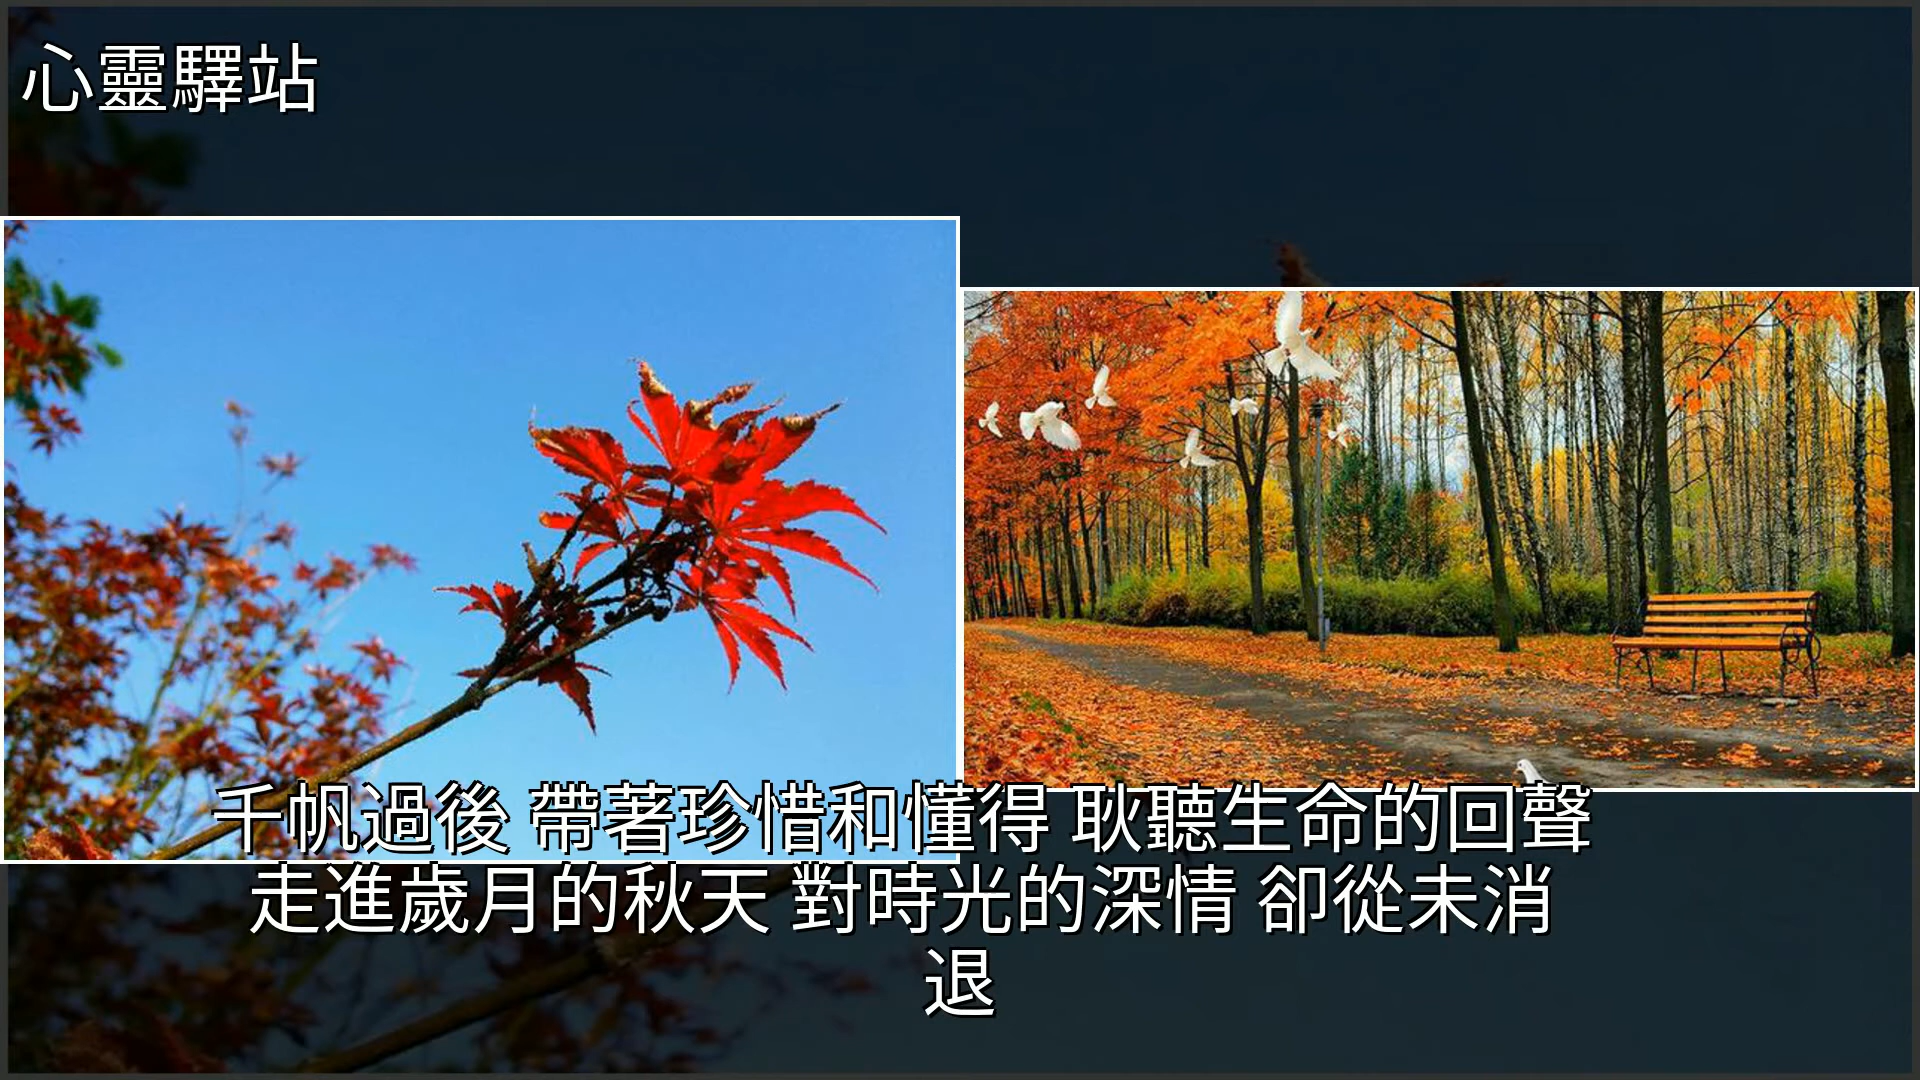 心靈驛站
千帆過後 帶著珍惜和懂得 耿聽生命的回聲
走進歲月的秋天 對時光的深情 卻從未消
退